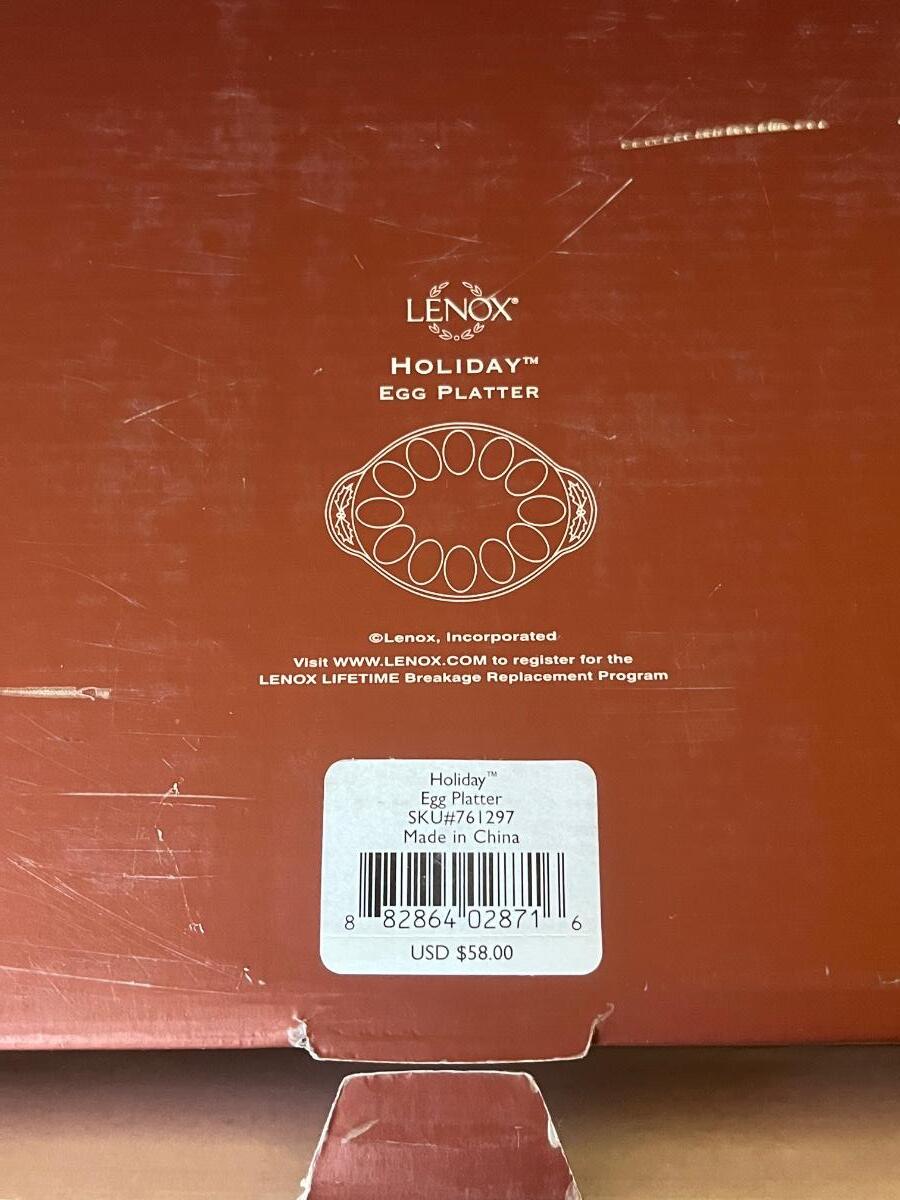 LENOX®
HOLIDAY™
EGG PLATTER
©Lenox, Incorporated
Visit WWW.LENOX.COM to register for the
LENOX LIFETIME Breakage Replacement Program
Holiday™
Egg Platter
SKU#761297
Made in China
8 82864 02871 6
USD $58.00